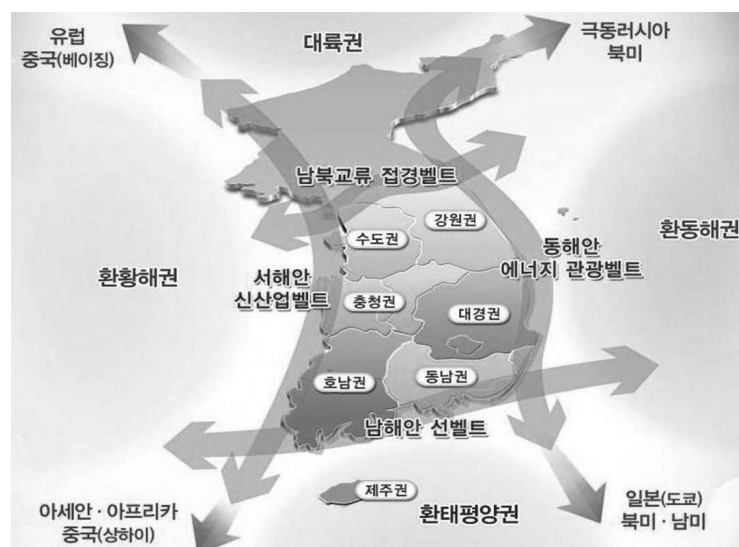 유럽
중국(베이징)
대륙권
극동러시아
북미
남북교류 접경벨트
수도권
강원권
환동해권
동해안
에너지 관광벨트
환황해권
서해안
신산업벨트
충청권
대경권
호남권
동남권
남해안 선벨트
아세안·아프리카
중국(상하이)
제주권
환태평양권
일본(도쿄)
북미·남미